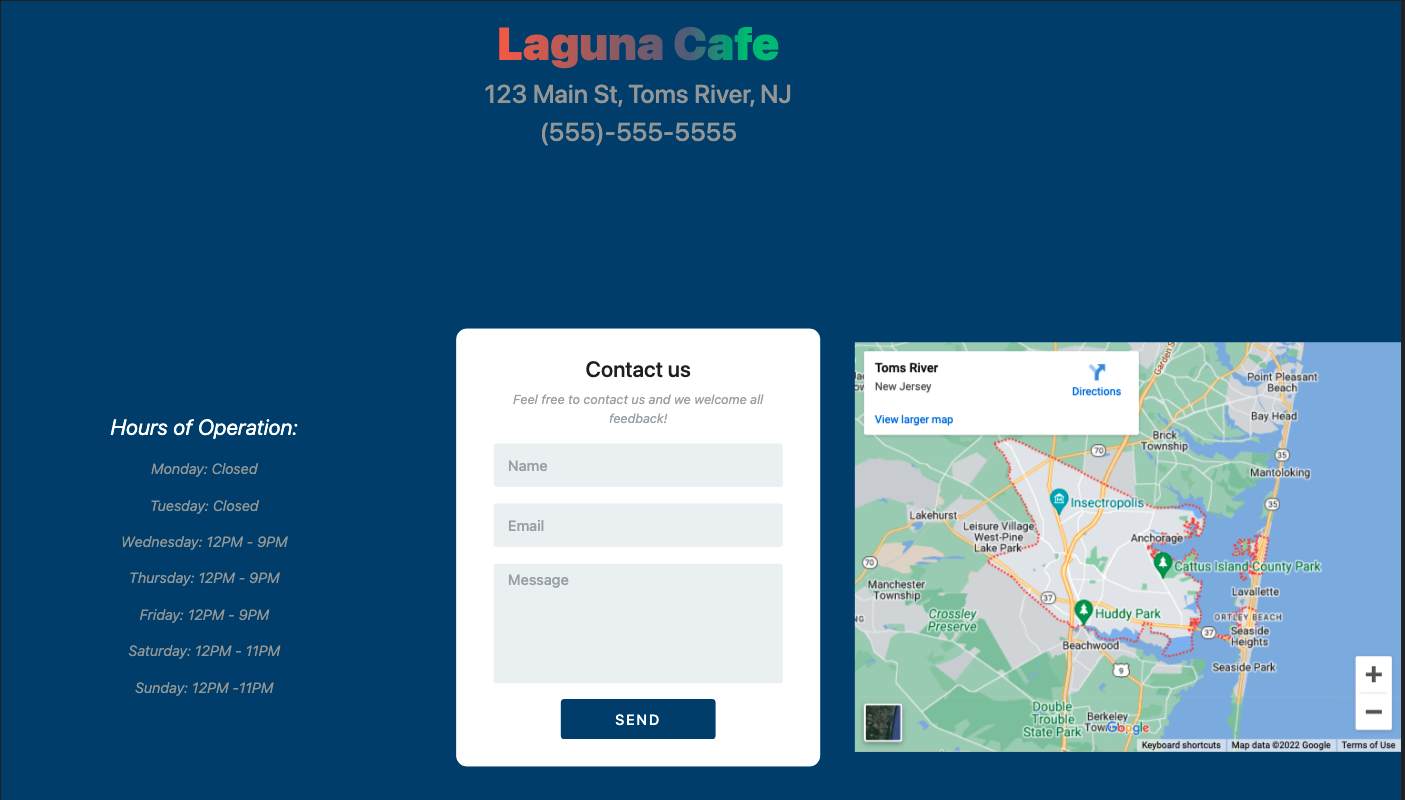 Laguna Cafe
123 Main St, Toms River, NJ
(555)-555-5555
Hours of Operation:
Monday: Closed
Tuesday: Closed
Wednesday: 12PM - 9PM
Thursday: 12PM - 9PM
Friday: 12PM - 9PM
Saturday: 12PM - 11PM
Sunday: 12PM -11PM
Contact us
Feel free to contact us and we welcome all
feedback!
Name
Email
Message
SEND
Toms River
New Jersey
Directions
View larger map
Garden S
Point Pleasant
Beach
Bay Head
Brick
Township
70
35
Mantoloking
Insectropolis
35
Lakehurst
Leisure Village
West-Pine
Lake Park
Anchorage
70
Cattus Island County Park
Manchester
Township
Lavallette
37
Crossley
Preserve
Huddy Park
ORTLEY BEACH
37
Seaside
Heights
Beachwood
9
Seaside Park
Double
Trouble
State Park
Berkeley
Township
Google
Keyboard shortcuts
Map data ©2022 Google
Terms of Use